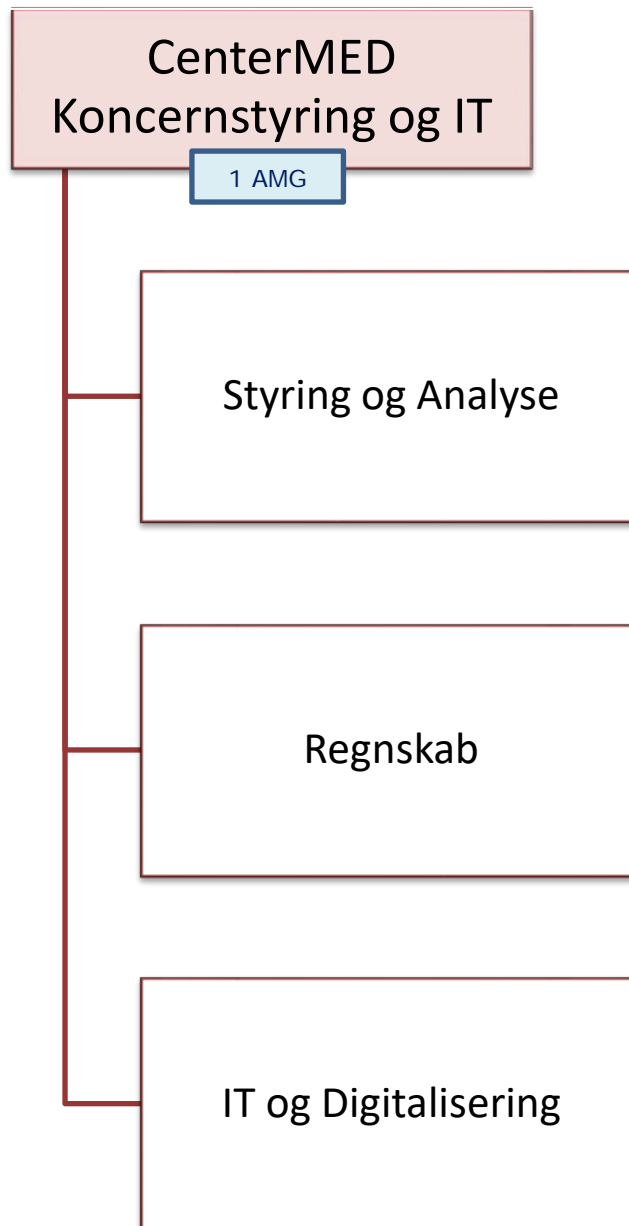 CenterMED
Koncernstyring og IT
1 AMG
Styring og Analyse
Regnskab
IT og Digitalisering